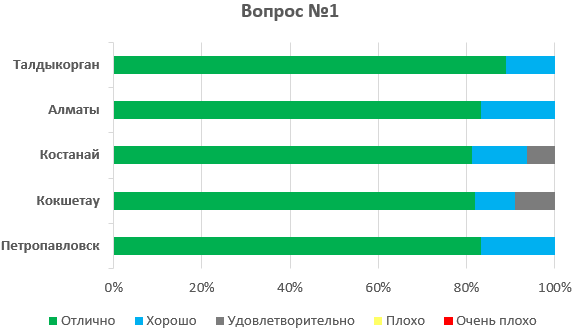 Вопрос №1
Талдыкорган
Алматы
Костанай
Кокшетау
Петропавловск
0% 20% 40% 60% 80% 100%
Отлично Хорошо Удовлетворительно Плохо Очень плохо